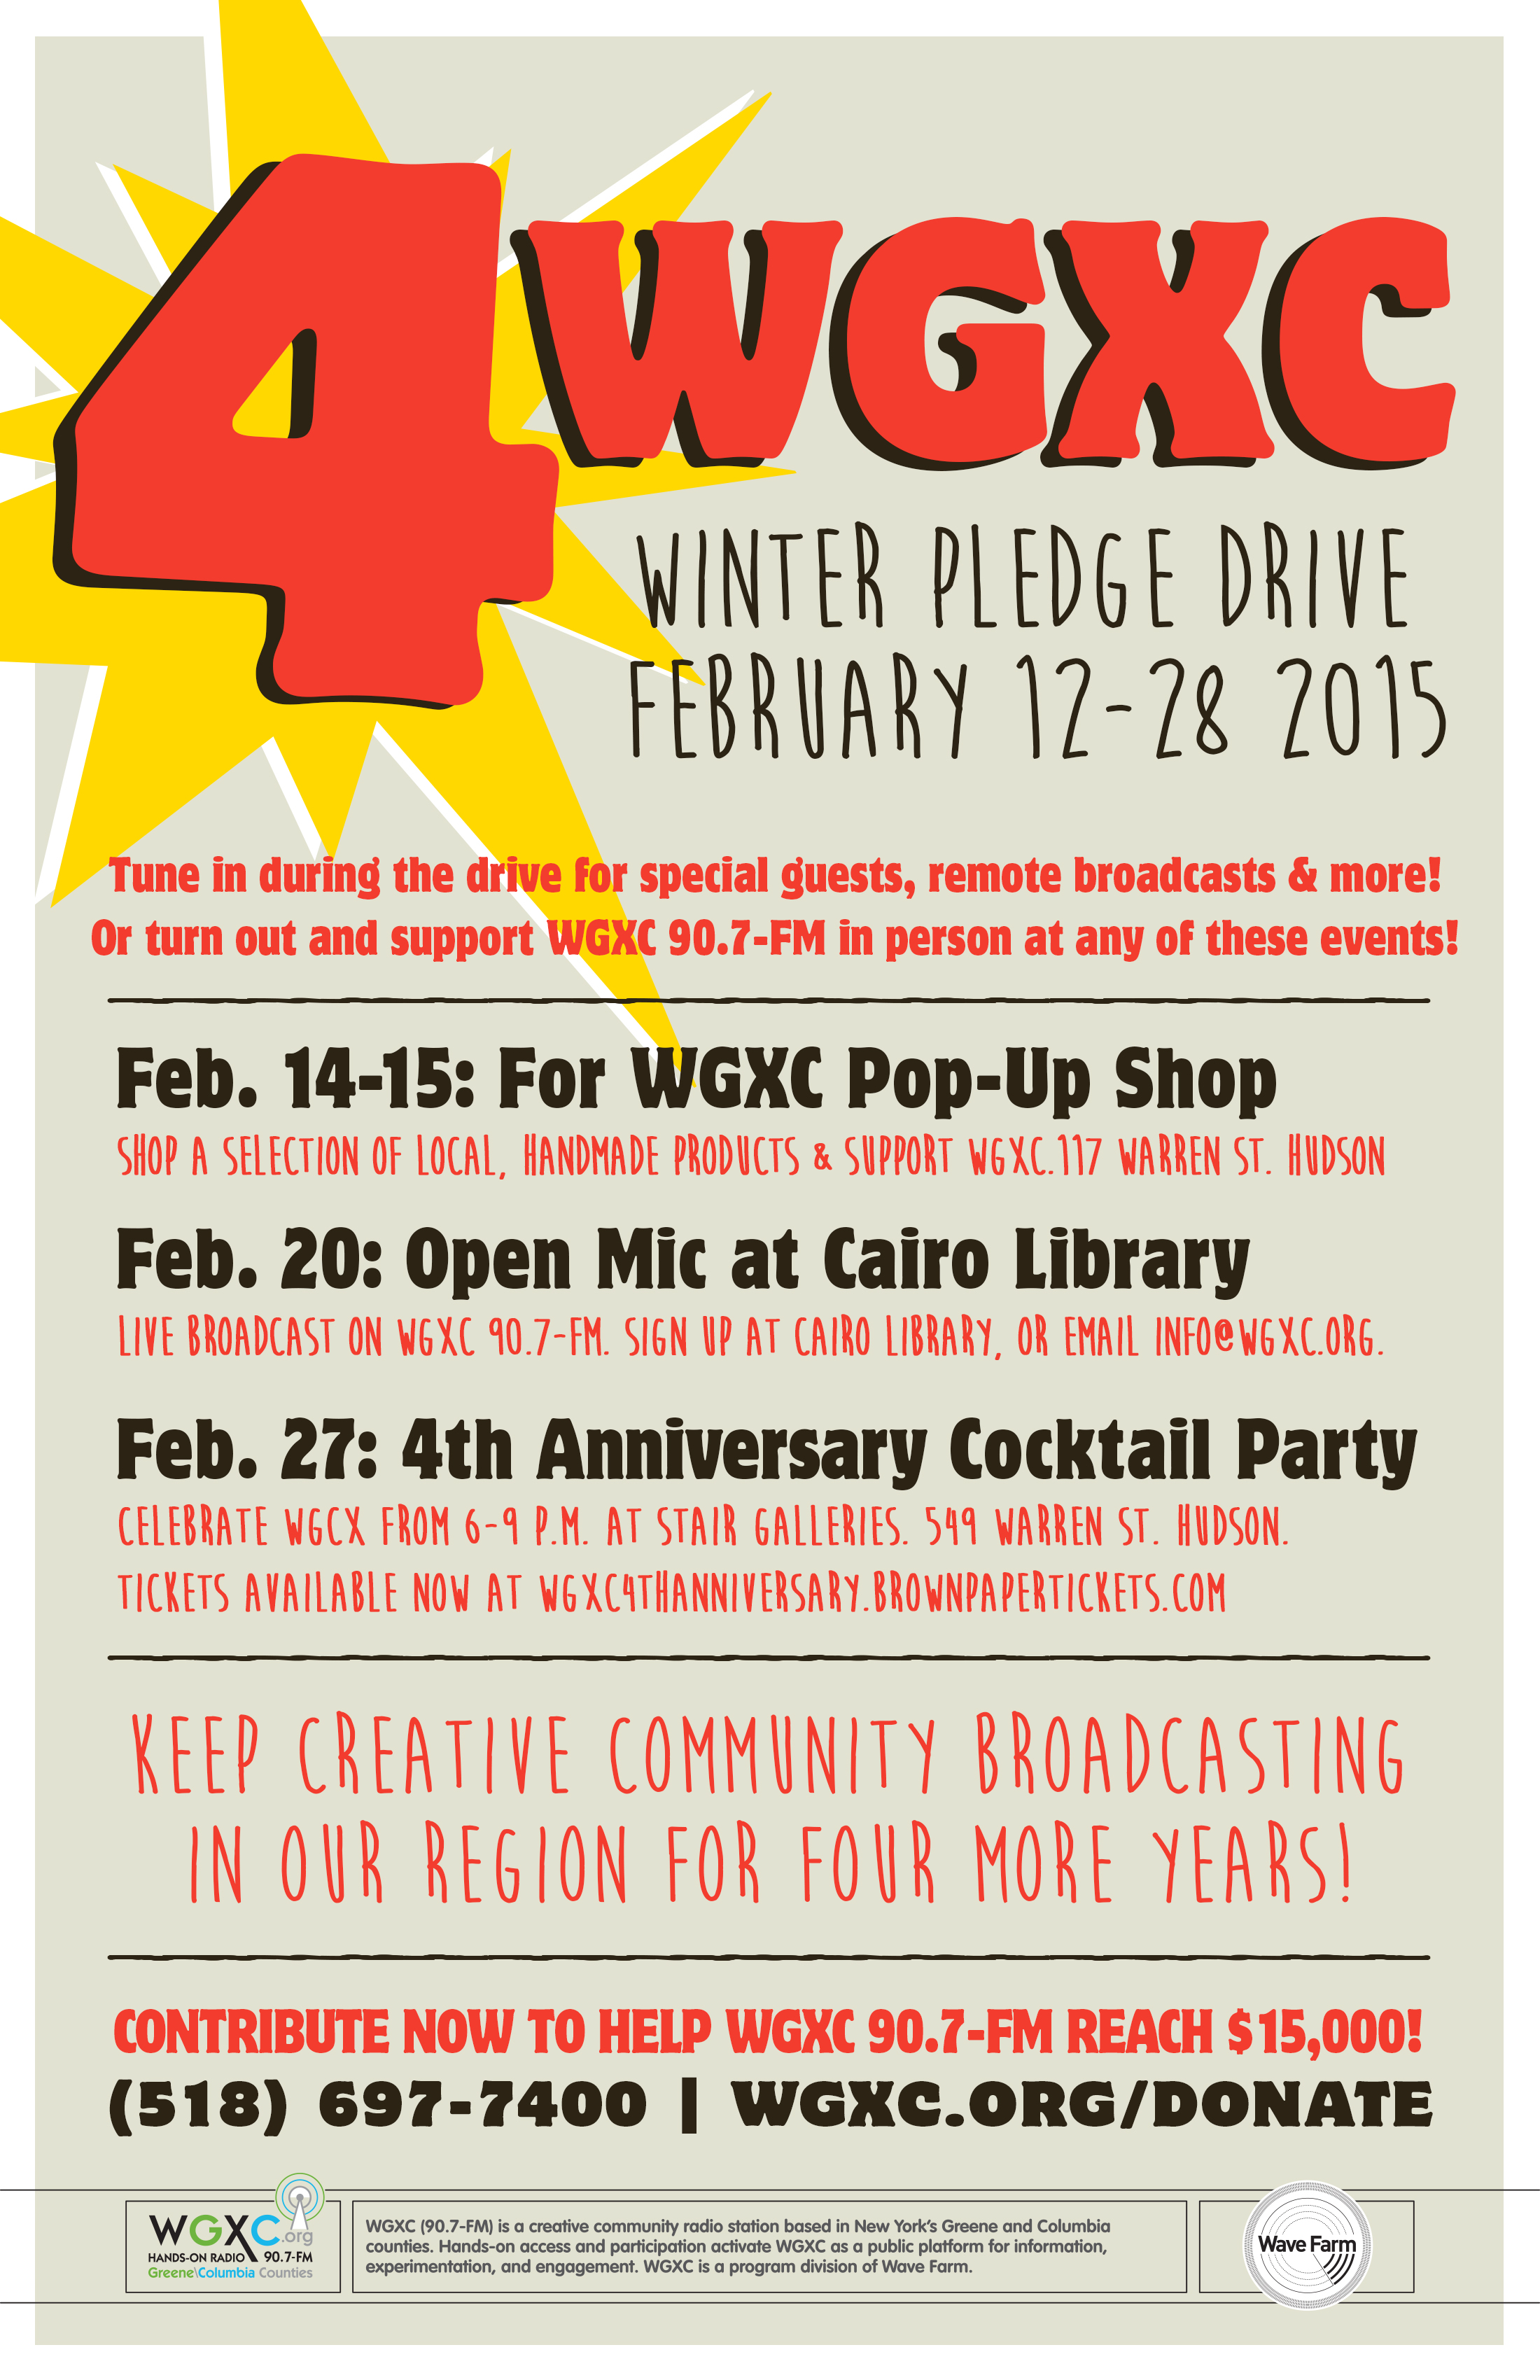 4WGXC
WINTER PLEDGE DRIVE
FEBRUARY 12-28 2015
Tune in during the drive for special guests, remote broadcasts & more!
Or turn out and support WGXC 90.7-FM in person at any of these events!
Feb. 14-15: For WGXC Pop-Up Shop
SHOP A SELECTION OF LOCAL, HANDMADE PRODUCTS & SUPPORT WGXC.117 WARREN ST. HUDSON
Feb. 20: Open Mic at Cairo Library
LIVE BROADCAST ON WGXC 90.7-FM. SIGN UP AT CAIRO LIBRARY, OR EMAIL INFO@WGXC.ORG.
Feb. 27: 4th Anniversary Cocktail Party
CELEBRATE WGCX FROM 6-9 P.M. AT STAIR GALLERIES. 549 WARREN ST. HUDSON.
TICKETS AVAILABLE NOW AT WGXC4THANNIVERSARY.BROWNPAPERTICKETS.COM
KEEP CREATIVE COMMUNITY BROADCASTING
IN OUR REGION FOR FOUR MORE YEARS!
CONTRIBUTE NOW TO HELP WGXC 90.7-FM REACH $15,000!
(518) 697-7400 | WGXC.ORG/DONATE
WGXC.org
HANDS-ON RADIO 90.7-FM
Greene\Columbia Counties
WGXC (90.7-FM) is a creative community radio station based in New York's Greene and Columbia
counties. Hands-on access and participation activate WGXC as a public platform for information,
experimentation, and engagement. WGXC is a program division of Wave Farm.
Wave Farm